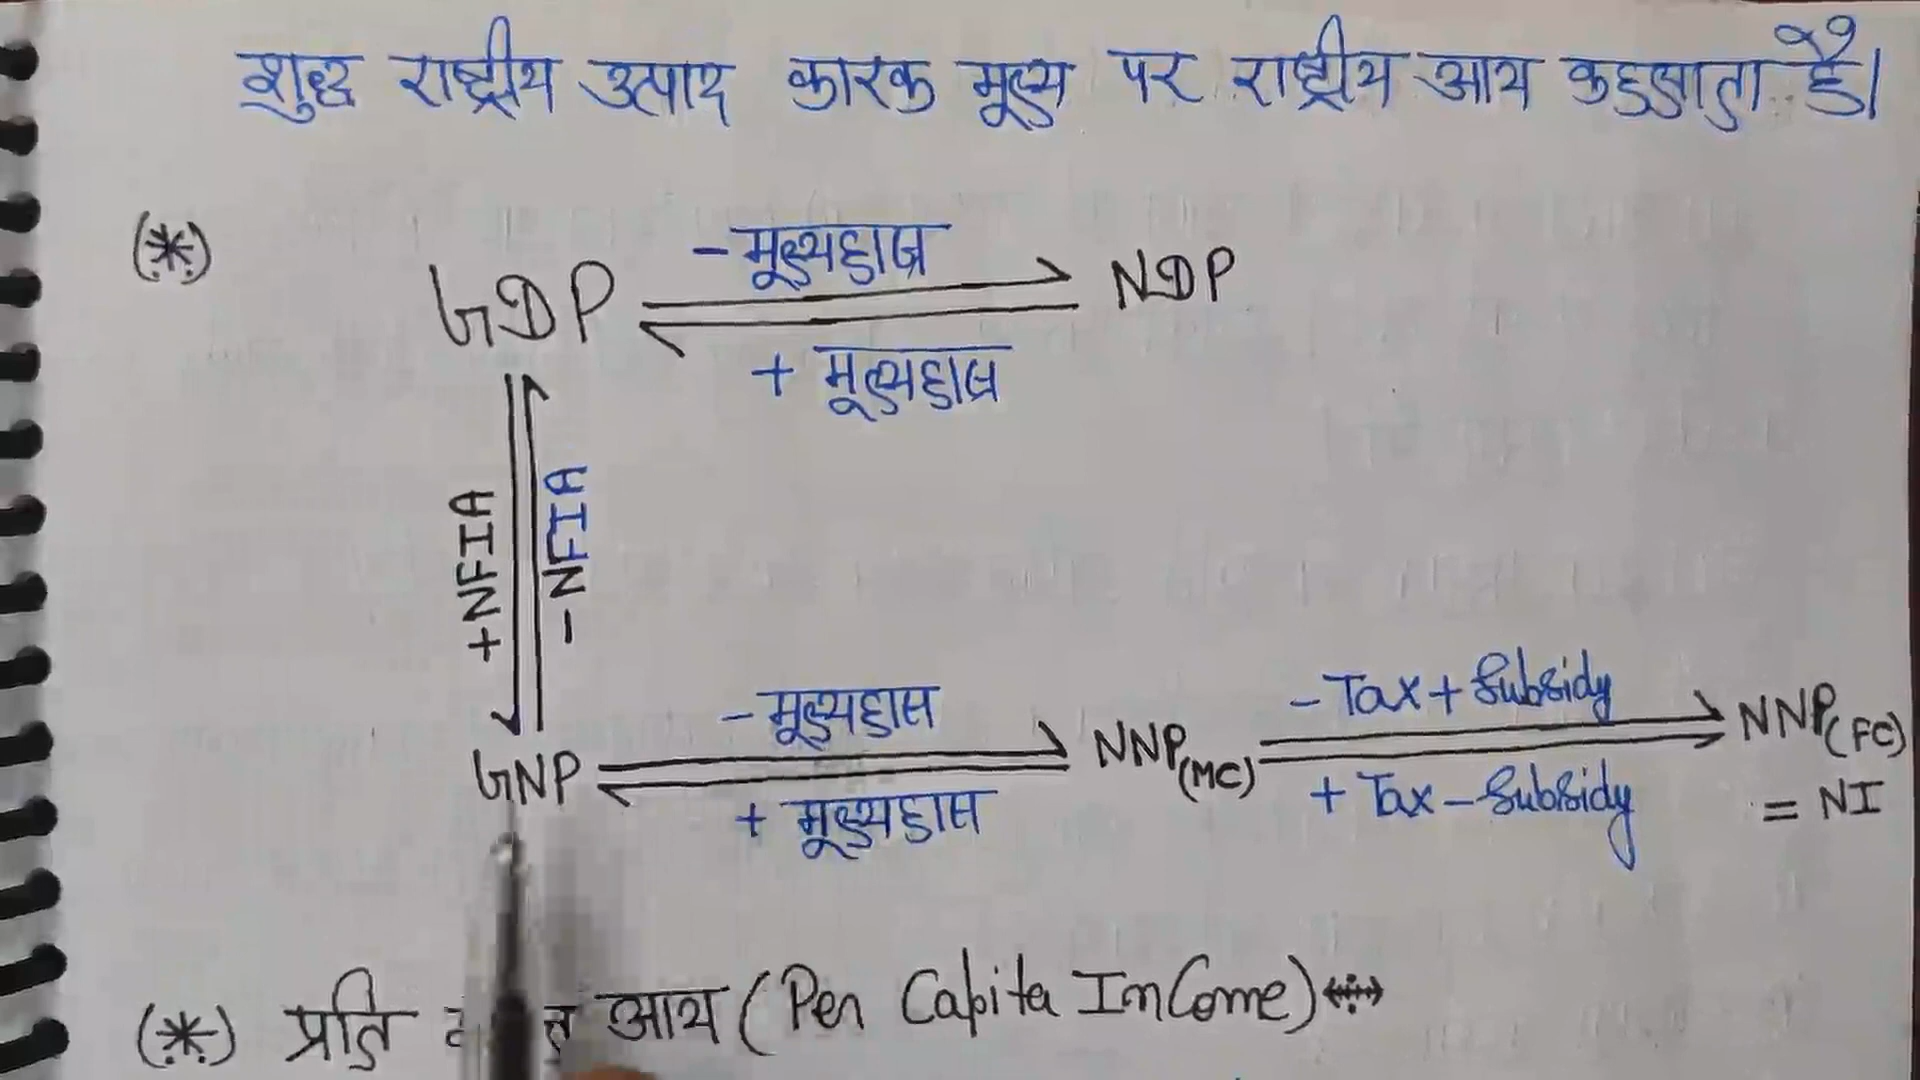 शुद्ध राष्ट्रीय उत्पाद कारक मूल्य पर राष्ट्रीय आय कहलाता है।
(*)
- मूल्यह्रास
GDP NDP
+ मूल्यह्रास
+NFIA -NFIA
- मूल्यह्रास - Tax + Subsidy
GNP NNP(MC) NNP(FC)
+ मूल्यह्रास + Tax - Subsidy = NI
(*) प्रति आय (Per Capita InCome)